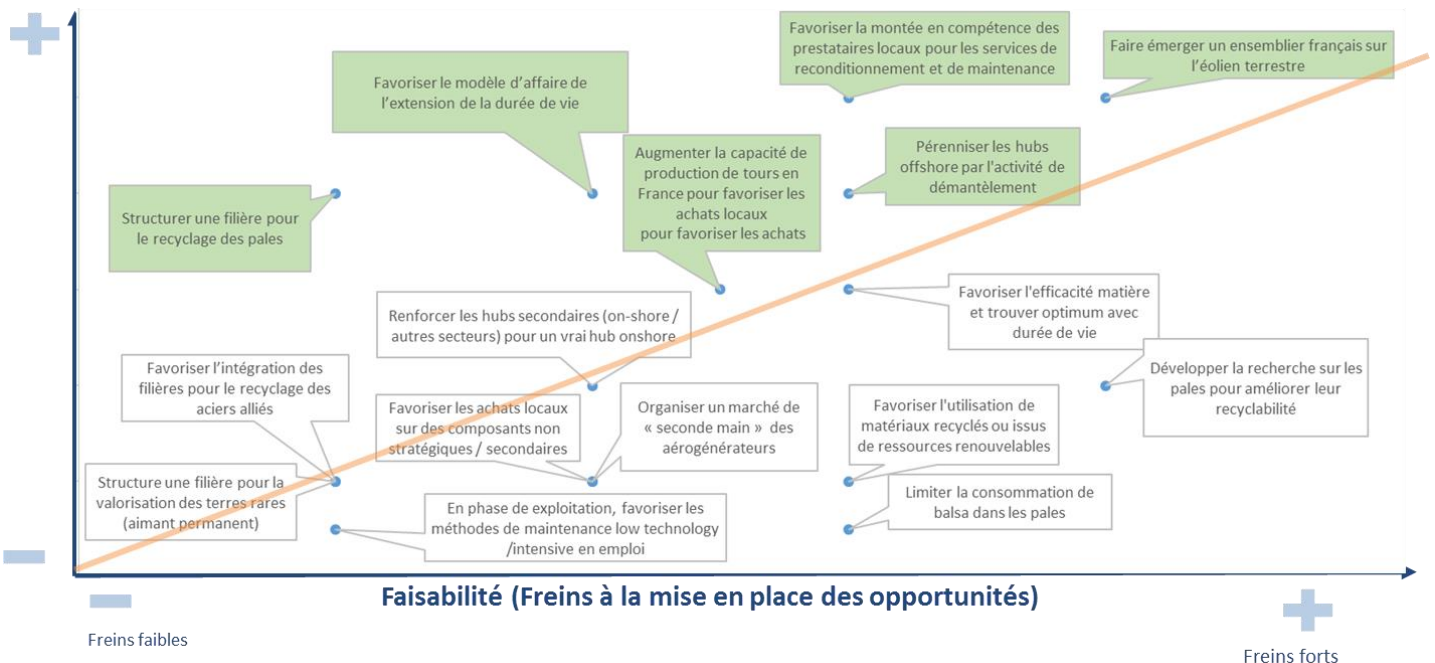 Favoriser la montée en compétence des
prestataires locaux pour les services de
reconditionnement et de maintenance
Faire émerger un ensemblier français sur
l'éolien terrestre
Favoriser le modèle d'affaire de
l'extension de la durée de vie
Augmenter la capacité de
production de tours en
France pour favoriser les
achats locaux
pour favoriser les achats
Pérenniser les hubs
offshore par l'activité de
démantèlement
Structurer une filière pour
le recyclage des pales
Renforcer les hubs secondaires (on-shore /
autres secteurs) pour un vrai hub onshore
Favoriser l'efficacité matière
et trouver optimum avec
durée de vie
Favoriser l'intégration des
filières pour le recyclage des
aciers alliés
Développer la recherche sur les
pales pour améliorer leur
recyclabilité
Favoriser les achats locaux
sur des composants non
stratégiques / secondaires
Organiser un marché de
« seconde main » des
aérogénérateurs
Favoriser l'utilisation de
matériaux recyclés ou issus
de ressources renouvelables
Structure une filière pour la
valorisation des terres rares
(aimant permanent)
En phase de exploitation, favoriser les
méthodes de maintenance low technology
/intensive en emploi
Limiter la consommation de
balsa dans les pales
Faisabilité (Freins à la mise en place des opportunités)
Freins faibles
Freins forts